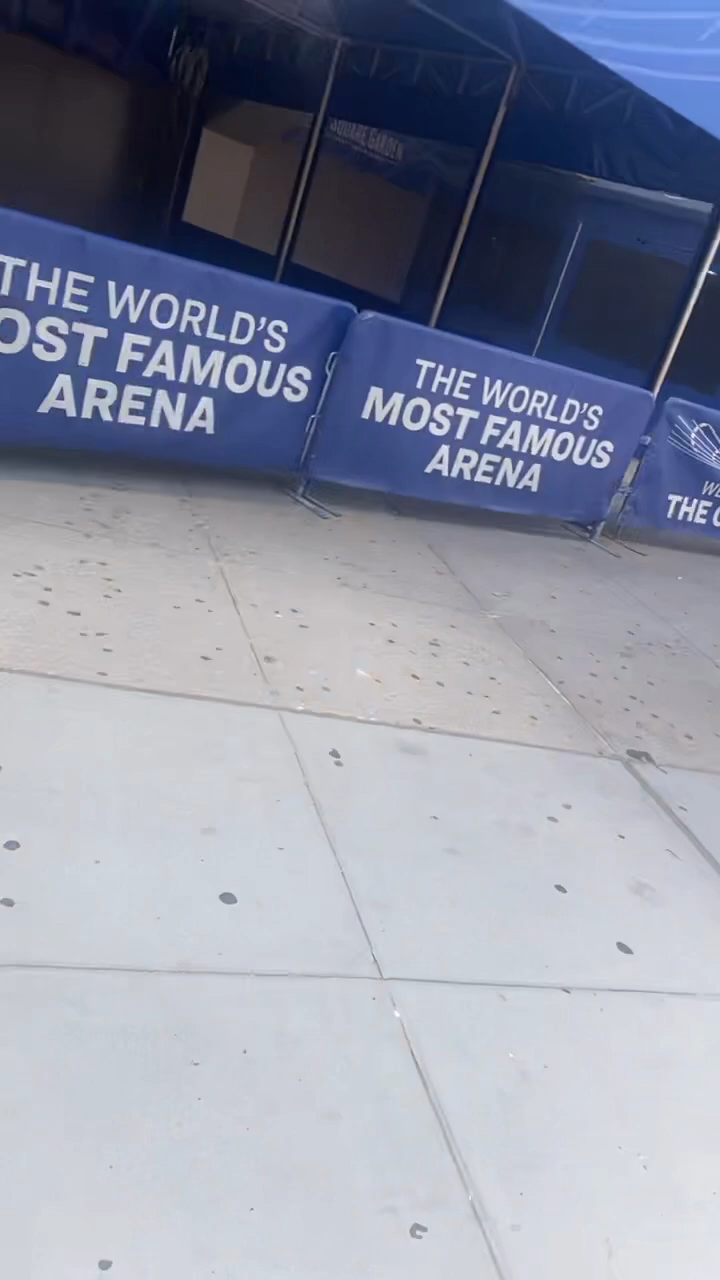 SQUARE GARDEN
THE WORLD'S
OST FAMOUS
ARENA
THE WORLD'S
MOST FAMOUS
ARENA
THE